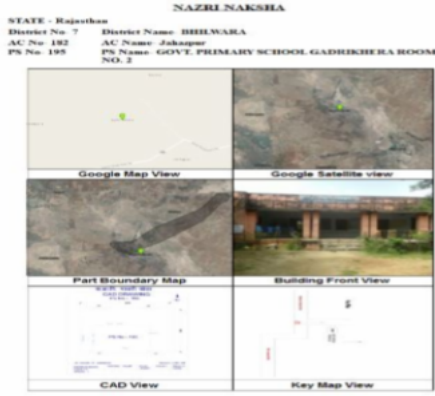 NAZRI NAKSHA
STATE - Rajasthan
District No- 7 District Name- BHILWARA
AC No- 182 AC Name- Jahazpur
PS No- 195 PS Name- GOVT. PRIMARY SCHOOL GADRIKHERA ROOM
NO. 2
Google Map View
Google Satellite view
Part Boundary Map
Building Front View
CAD DRAWING
CAD View
Key Map View